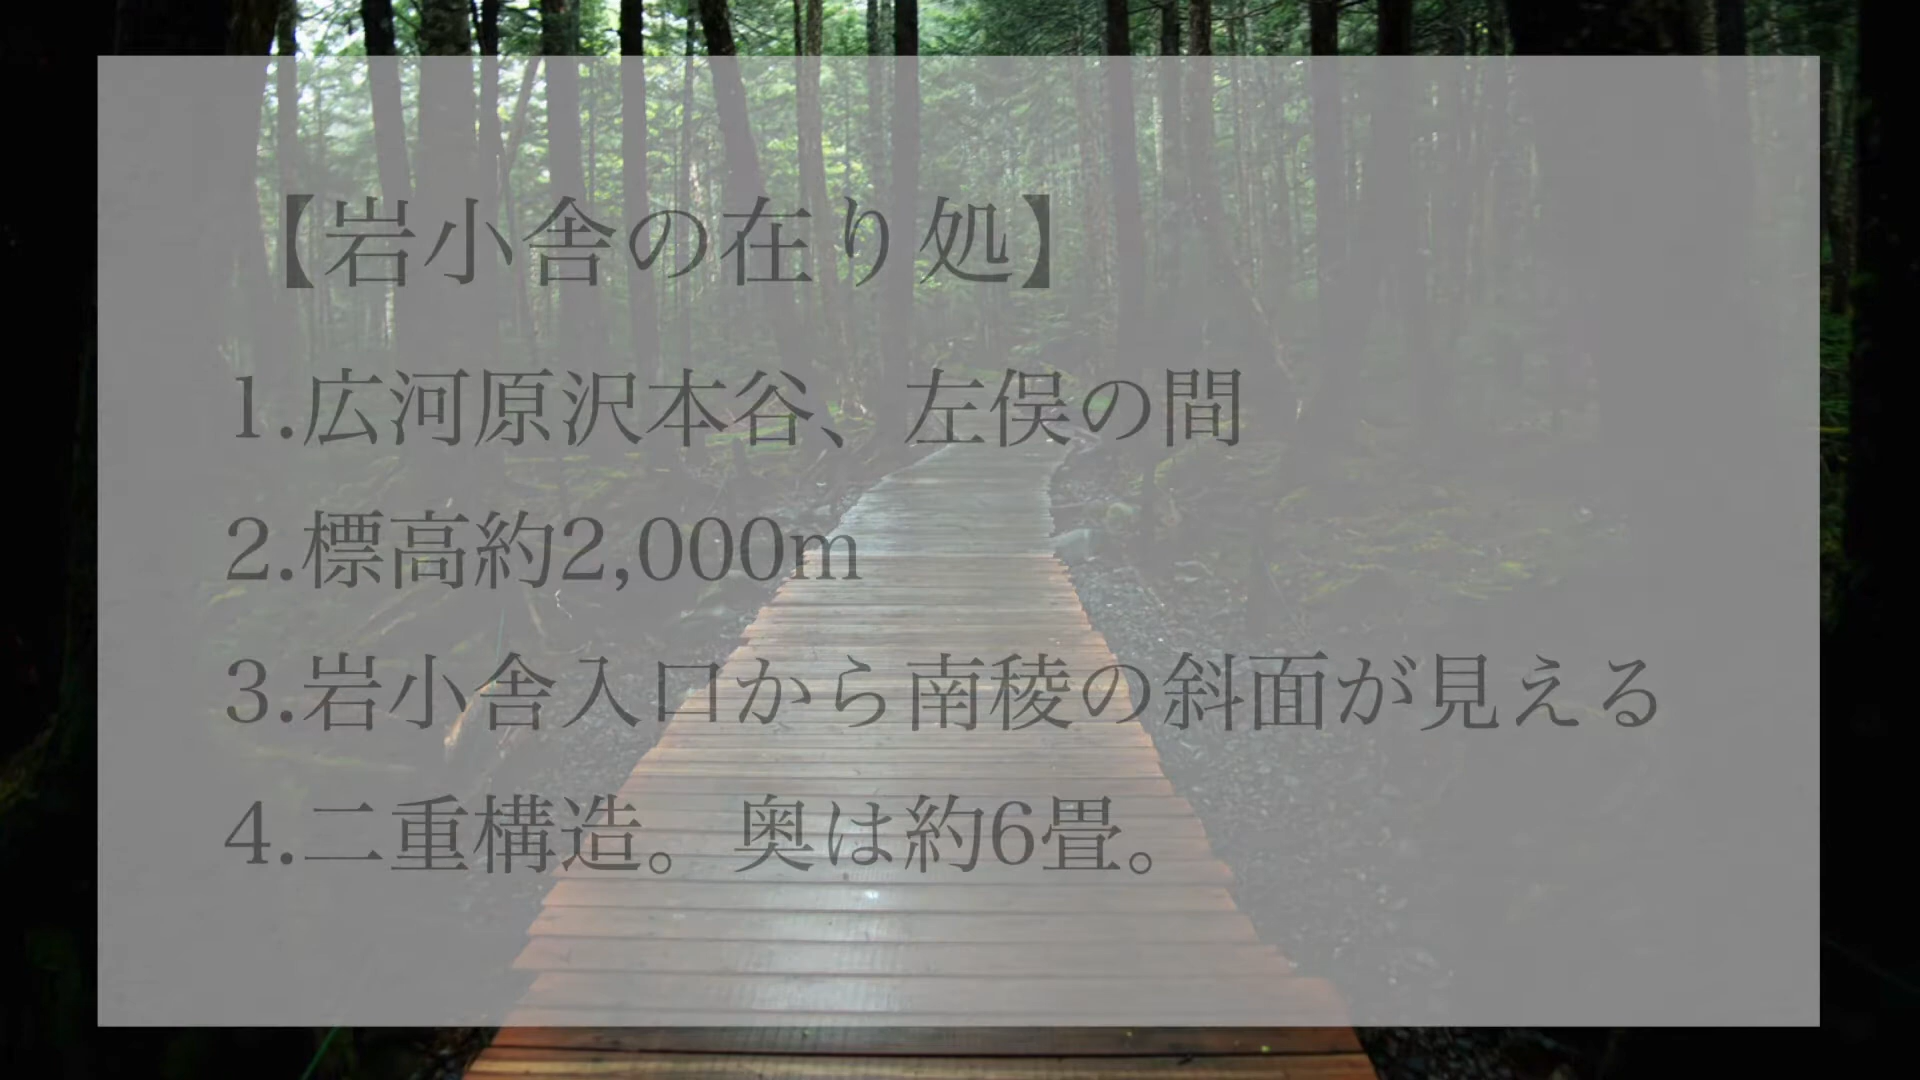 【岩小舎の在り処】
1.広河原沢本谷、左俣の間
2.標高約2,000m
3.岩小舎入口から南稜の斜面が見える
4.二重構造。奥は約6畳。